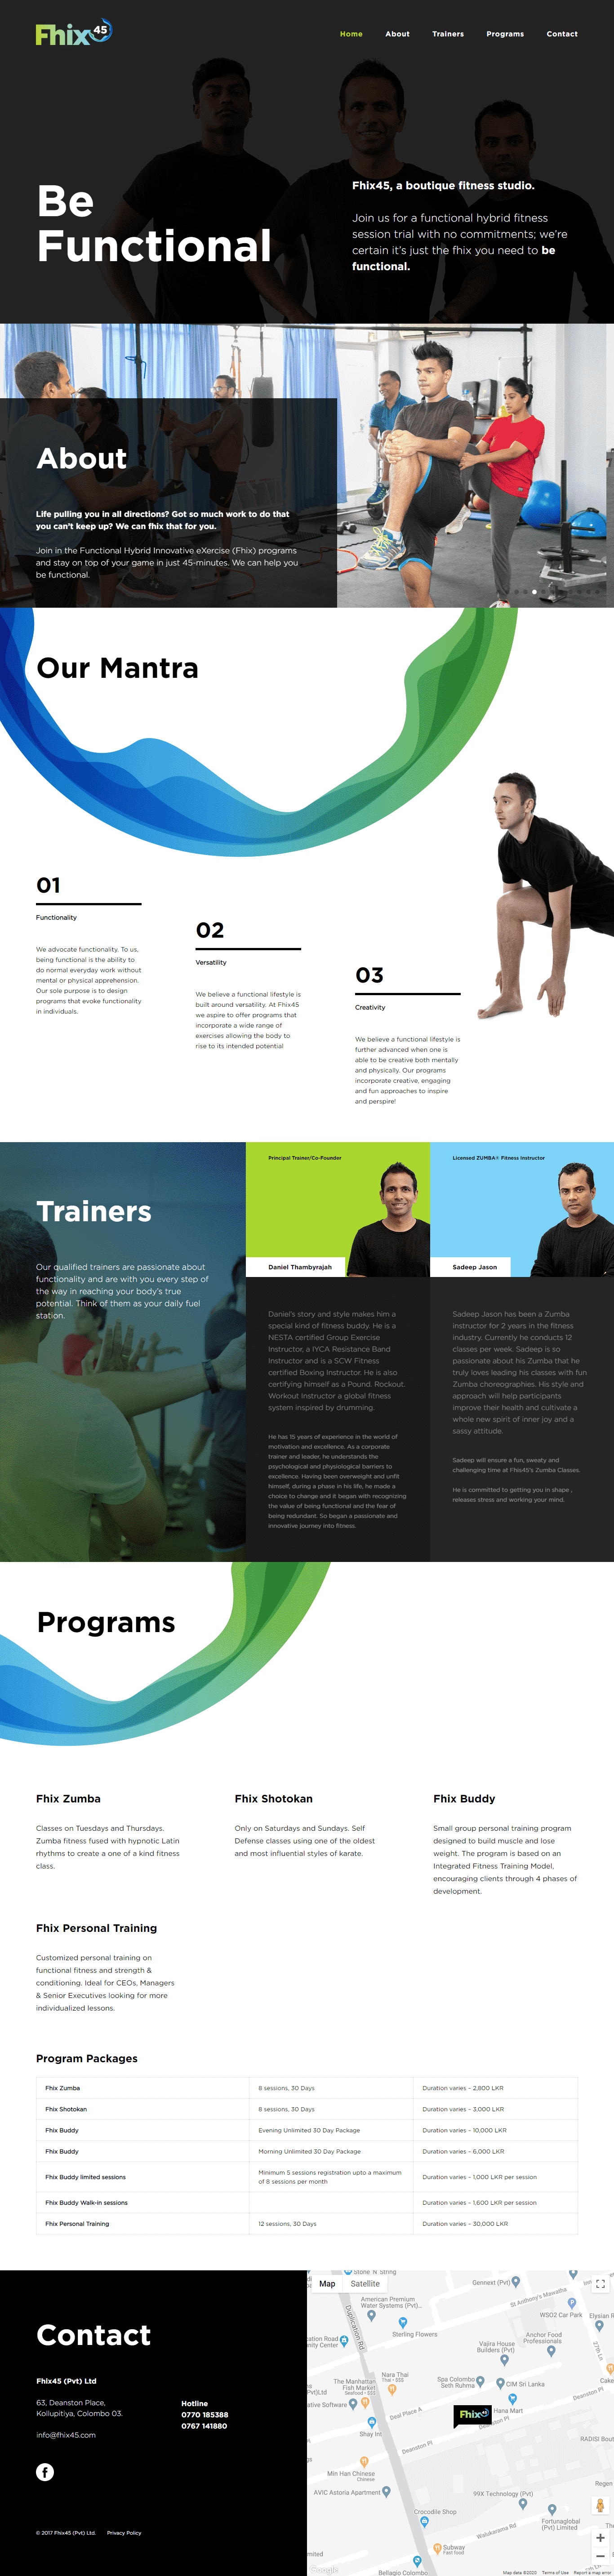 Fhix 45
Home About Trainers Programs Contact
Be
Functional
Fhix45, a boutique fitness studio.
Join us for a functional hybrid fitness
session trial with no commitments; we're
certain it's just the fhix you need to be
functional.
About
Life pulling you in all directions? Got so much work to do that
you can't keep up? We can fhix that for you.
Join in the Functional Hybrid Innovative eXercise (Fhix) programs
and stay on top of your game in just 45-minutes. We can help you
be functional.
Our Mantra
01
Functionality
We advocate functionality. To us,
being functional is the ability to
do normal everyday work without
mental or physical apprehension.
Our sole purpose is to design
programs that evoke functionality
in individuals.
02
Versatility
We believe a functional lifestyle is
built around versatility. At Fhix45
we aspire to offer programs that
incorporate a wide range of
exercises allowing the body to
rise to its intended potential
03
Creativity
We believe a functional lifestyle is
further advanced when one is
able to be creative both mentally
and physically. Our programs
incorporate creative, engaging
and fun approaches to inspire
and perspire!
Trainers
Our qualified trainers are passionate about
functionality and are with you every step of
the way in reaching your body's true
potential. Think of them as your daily fuel
station.
Principal Trainer/Co-Founder
Daniel Thambyrajah
Daniel's story and style makes him a
special kind of fitness buddy. He is a
NESTA certified Group Exercise
Instructor, a IYCA Resistance Band
Instructor and is a SCW Fitness
certified Boxing Instructor. He is also
certifying himself as a Pound. Rockout.
Workout Instructor a global fitness
system inspired by drumming.
He has 15 years of experience in the world of
motivation and excellence. As a corporate
trainer and leader, he understands the
psychological and physiological barriers to
excellence. Having been overweight and unfit
himself, during a phase in his life, he made a
choice to change and it began with recognizing
the value of being functional and the fear of
being redundant. So began a passionate and
innovative journey into fitness.
Licensed ZUMBA® Fitness Instructor
Sadeep Jason
Sadeep Jason has been a Zumba
instructor for 2 years in the fitness
industry. Currently he conducts 12
classes per week. Sadeep is so
passionate about his Zumba that he
truly loves leading his classes with fun
Zumba choreographies. His style and
approach will help participants
improve their health and cultivate a
whole new spirit of inner joy and a
sassy attitude.
Sadeep will ensure a fun, sweaty and
challenging time at Fhis45's Zumba Classes.
He is committed to getting you in shape ,
releases stress and working your mind.
Programs
Fhix Zumba
Classes on Tuesdays and Thursdays.
Zumba fitness fused with hypnotic Latin
rhythms to create a one of a kind fitness
class.
Fhix Shotokan
Only on Saturdays and Sundays. Self
Defense classes using one of the oldest
and most influential styles of karate.
Fhix Buddy
Small group personal training program
designed to build muscle and lose
weight. The program is based on an
Integrated Fitness Training Model,
encouraging clients through 4 phases of
development.
Fhix Personal Training
Customized personal training on
functional fitness and strength &
conditioning. Ideal for CEOs, Managers
& Senior Executives looking for more
individualized lessons.
Program Packages
Fhix Zumba 8 sessions, 30 Days Duration varies – 2,800 LKR
Fhix Shotokan 8 sessions, 30 Days Duration varies – 3,000 LKR
Fhix Buddy Evening Unlimited 30 Day Package Duration varies – 10,000 LKR
Fhix Buddy Morning Unlimited 30 Day Package Duration varies – 6,000 LKR
Fhix Buddy limited sessions Minimum 5 sessions registration upto a maximum
of 8 sessions per month Duration varies – 1,000 LKR per session
Fhix Buddy Walk-in sessions Duration varies – 1,600 LKR per session
Fhix Personal Training 12 sessions, 30 Days Duration varies – 30,000 LKR
Contact
Fhix45 (Pvt) Ltd
63, Deanston Place,
Kollupitiya, Colombo 03.
info@fhix45.com
Hotline
0770 185388
0767 141880
© 2017 Fhix45 (Pvt) Ltd. Privacy Policy
Map Satellite
Stone 'N' String
Gennext (Pvt)
American Premium
Water Systems (Pvt)...
St Anthony's Mawatha
WSO2 Car Park
Elysian R
Duplication Rd
Sterling Flowers
Anchor Food
Professionals
Vajira House
Builders (Pvt)
27th Ln
Nara Thai
Thai • $$$
The Manhattan
Fish Market
Seafood • $$$
Spa Colombo
Seth Ruhma
CIM Sri Lanka
Cake
Deanston Pl
Hana Mart
Fhix45
Deal Place A
Shay Int
Deanston Pl
RADISI Bout
Min Han Chinese
Chinese
AVIC Astoria Apartment
99X Technology (Pvt)
Regen
Crocodile Shop
Fortunaglobal
(Pvt) Limited
Walukarama Rd
Subway
Fast food
Bellagio Colombo
Google
Map data ©2020 Terms of Use Report a map error